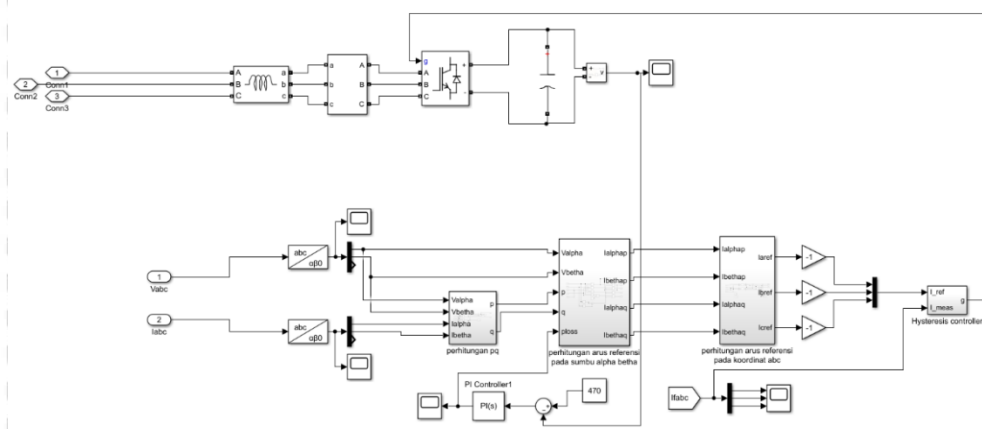 g
1
Conn1
2
Conn2
3
Conn3
A
B
C
a
b
c
a
b
c
A
B
C
A
B
C
+
-
+
+
-
v
abc
αβ0
1
Vabc
2
Iabc
abc
αβ0
Valpha
Vbetha
Ialpha
Ibetha
p
q
perhitungan pq
Valpha
Vbetha
p
q
ploss
Ialphap
Ibethap
Ialphaq
Ibethaq
perhitungan arus referensi
pada sumbu alpha betha
Ialphap
Ibethap
Ialphaq
Ibethaq
Iaref
Ibref
Icref
perhitungan arus referensi
pada koordinat abc
-1
-1
-1
I_ref
I_meas
g
Hysteresis controller
PI Controller1
PI(s)
470
Ifabc